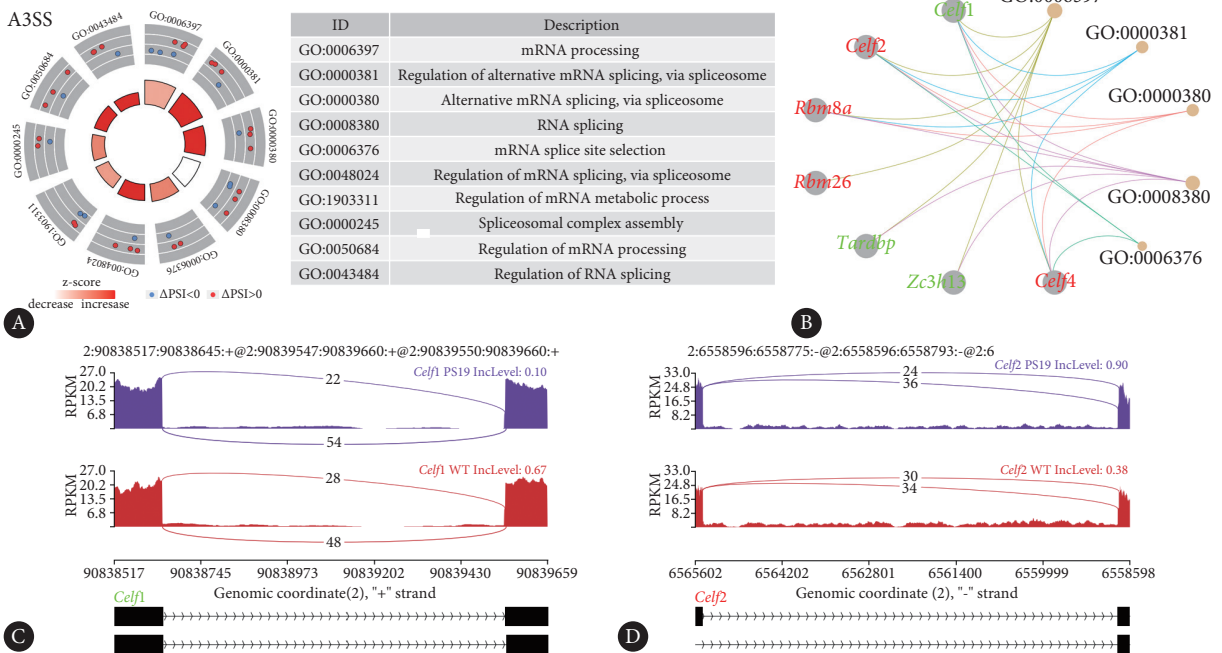 A3SS
GO:0043484
GO:0006397
GO:0000381
GO:0000380
GO:0008380
GO:0006376
GO:0048024
GO:1903311
GO:0000245
GO:0050684
z-score
decrease increase
ΔPSI<0
ΔPSI>0
ID Description
GO:0006397 mRNA processing
GO:0000381 Regulation of alternative mRNA splicing, via spliceosome
GO:0000380 Alternative mRNA splicing, via spliceosome
GO:0008380 RNA splicing
GO:0006376 mRNA splice site selection
GO:0048024 Regulation of mRNA splicing, via spliceosome
GO:1903311 Regulation of mRNA metabolic process
GO:0000245 Spliceosomal complex assembly
GO:0050684 Regulation of mRNA processing
GO:0043484 Regulation of RNA splicing
A
Celf1
GO:0000381
Celf2
GO:0000380
Rbm8a
Rbm26
GO:0008380
Tardbp
GO:0006376
Zc3h13
Celf4
B
2:90838517:90838645:+@2:90839547:90839660:+@2:90839550:90839660:+
Celf1 PS19 IncLevel: 0.10
RPKM
27.0
20.2
13.5
6.8
22
54
Celf1 WT IncLevel: 0.67
RPKM
27.0
20.2
13.5
6.8
28
48
90838517 90838745 90838973 90839202 90839430 90839659
Genomic coordinate(2), "+" strand
Celf1
C
2:6558596:6558775:-@2:6558596:6558793:-@2:6
Celf2 PS19 IncLevel: 0.90
RPKM
33.0
24.8
16.5
8.2
24
36
Celf2 WT IncLevel: 0.38
RPKM
33.0
24.8
16.5
8.2
30
34
6565602 6564202 6562801 6561400 6559999 6558598
Genomic coordinate (2), "-" strand
Celf2
D